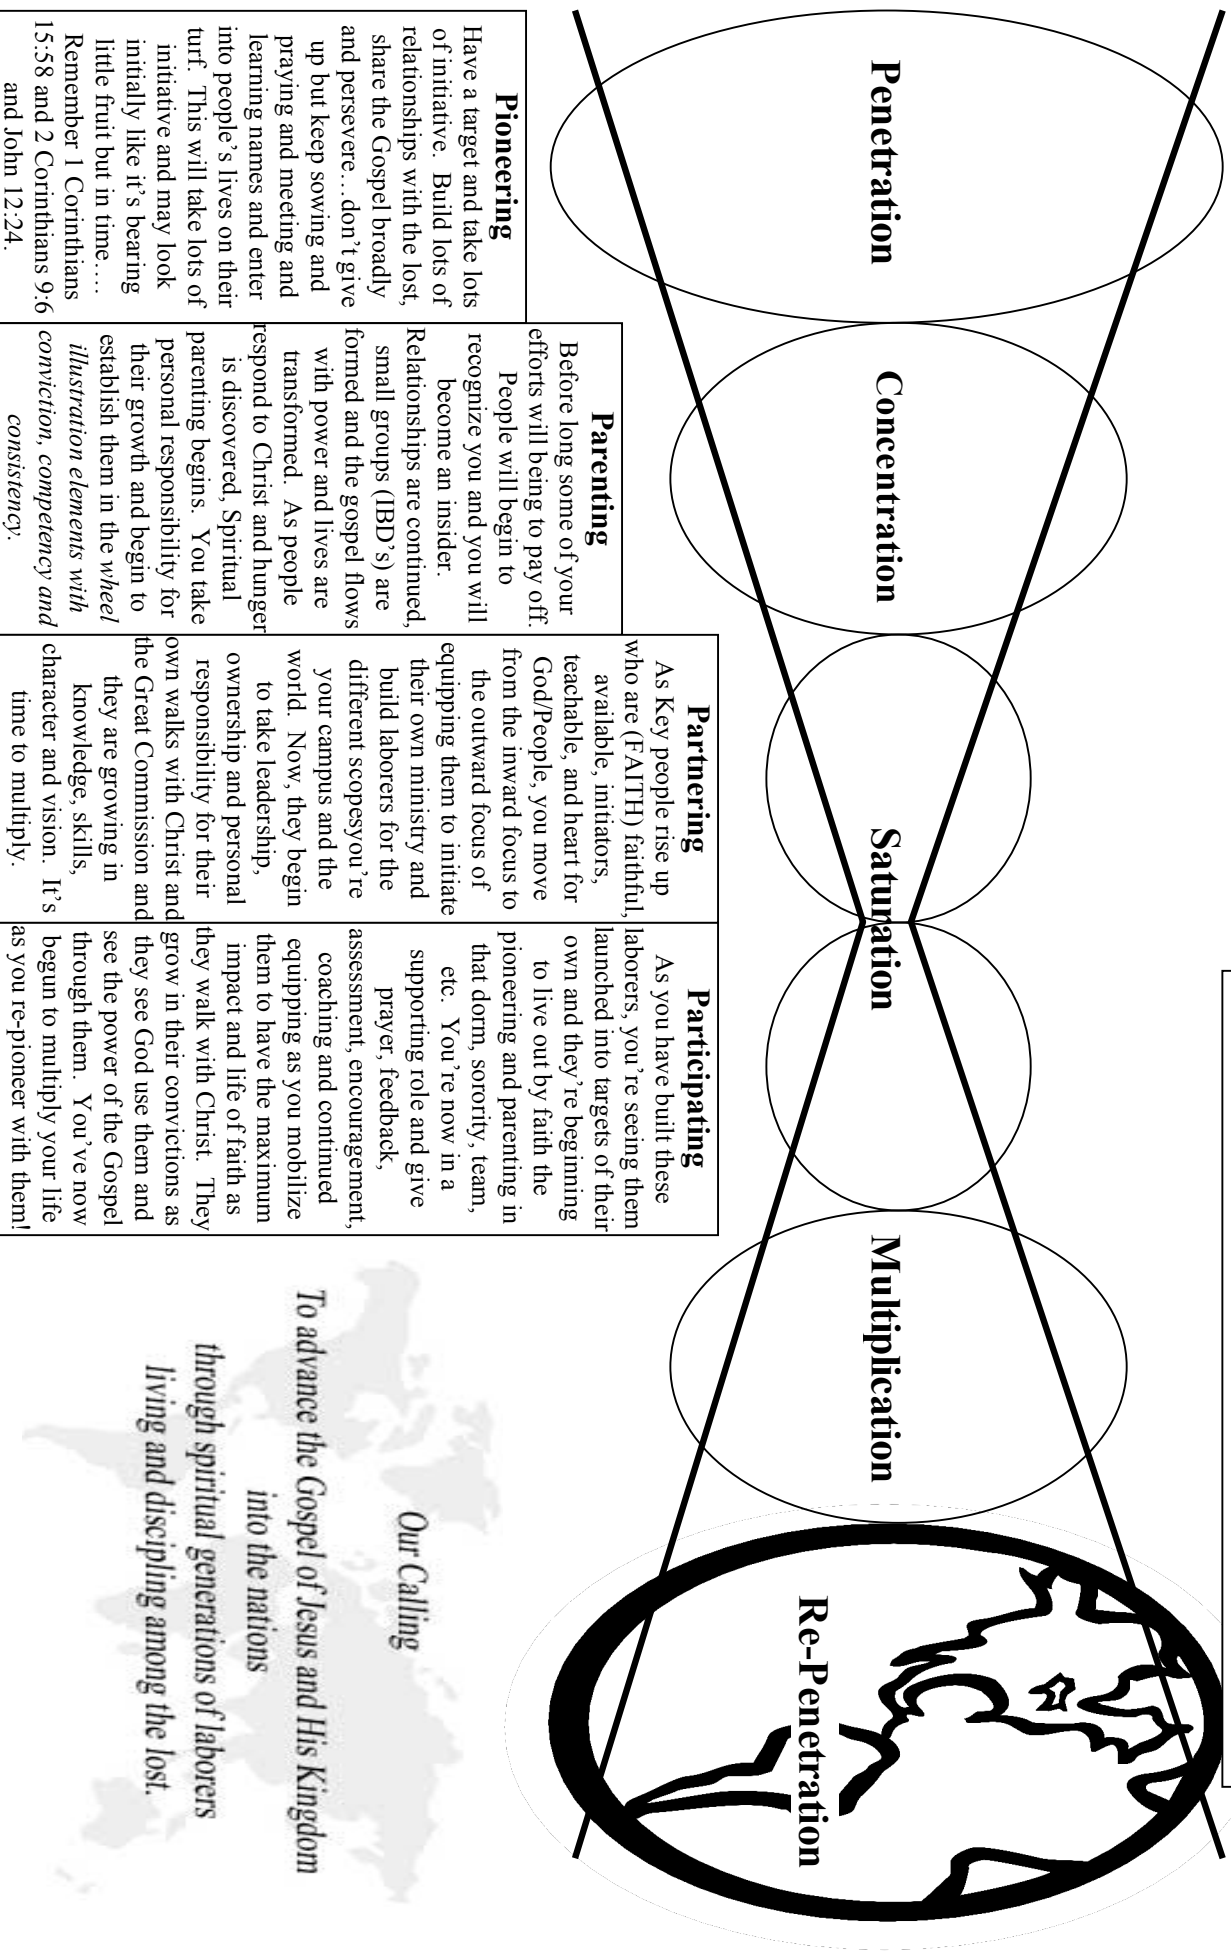 Penetration
Concentration
Saturation
Multiplication
Re-Penetration
Pioneering
Have a target and take lots
of initiative. Build lots of
relationships with the lost,
share the Gospel broadly
and persevere…don't give
up but keep sowing and
praying and meeting and
learning names and enter
into people's lives on their
turf. This will take lots of
initiative and may look
initially like it's bearing
little fruit but in time….
Remember 1 Corinthians
15:58 and 2 Corinthians 9:6
and John 12:24.
Parenting
Before long some of your
efforts will being to pay off.
People will begin to
recognize you and you will
become an insider.
Relationships are continued,
small groups (IBD's) are
formed and the gospel flows
with power and lives are
transformed. As people
respond to Christ and hunger
is discovered, Spiritual
parenting begins. You take
personal responsibility for
their growth and begin to
establish them in the wheel
illustration elements with
conviction, competency and
consistency.
Partnering
As Key people rise up
who are (FAITH) faithful,
available, initiators,
teachable, and heart for
God/People, you move
from the inward focus to
the outward focus of
equipping them to initiate
their own ministry and
build laborers for the
different scopesyou're
your campus and the
world. Now, they begin
to take leadership,
ownership and personal
responsibility for their
own walks with Christ and
the Great Commission and
they are growing in
knowledge, skills,
character and vision. It's
time to multiply.
Participating
As you have built these
laborers, you're seeing them
launched into targets of their
own and they're beginning
to live out by faith the
pioneering and parenting in
that dorm, sorority, team,
etc. You're now in a
supporting role and give
prayer, feedback,
assessment, encouragement,
coaching and continued
equipping as you mobilize
them to have the maximum
impact and life of faith as
they walk with Christ. They
grow in their convictions as
they see God use them and
see the power of the Gospel
through them. You've now
begun to multiply your life
as you re-pioneer with them!
Our Calling
To advance the Gospel of Jesus and His Kingdom
into the nations
through spiritual generations of laborers
living and discipling among the lost.